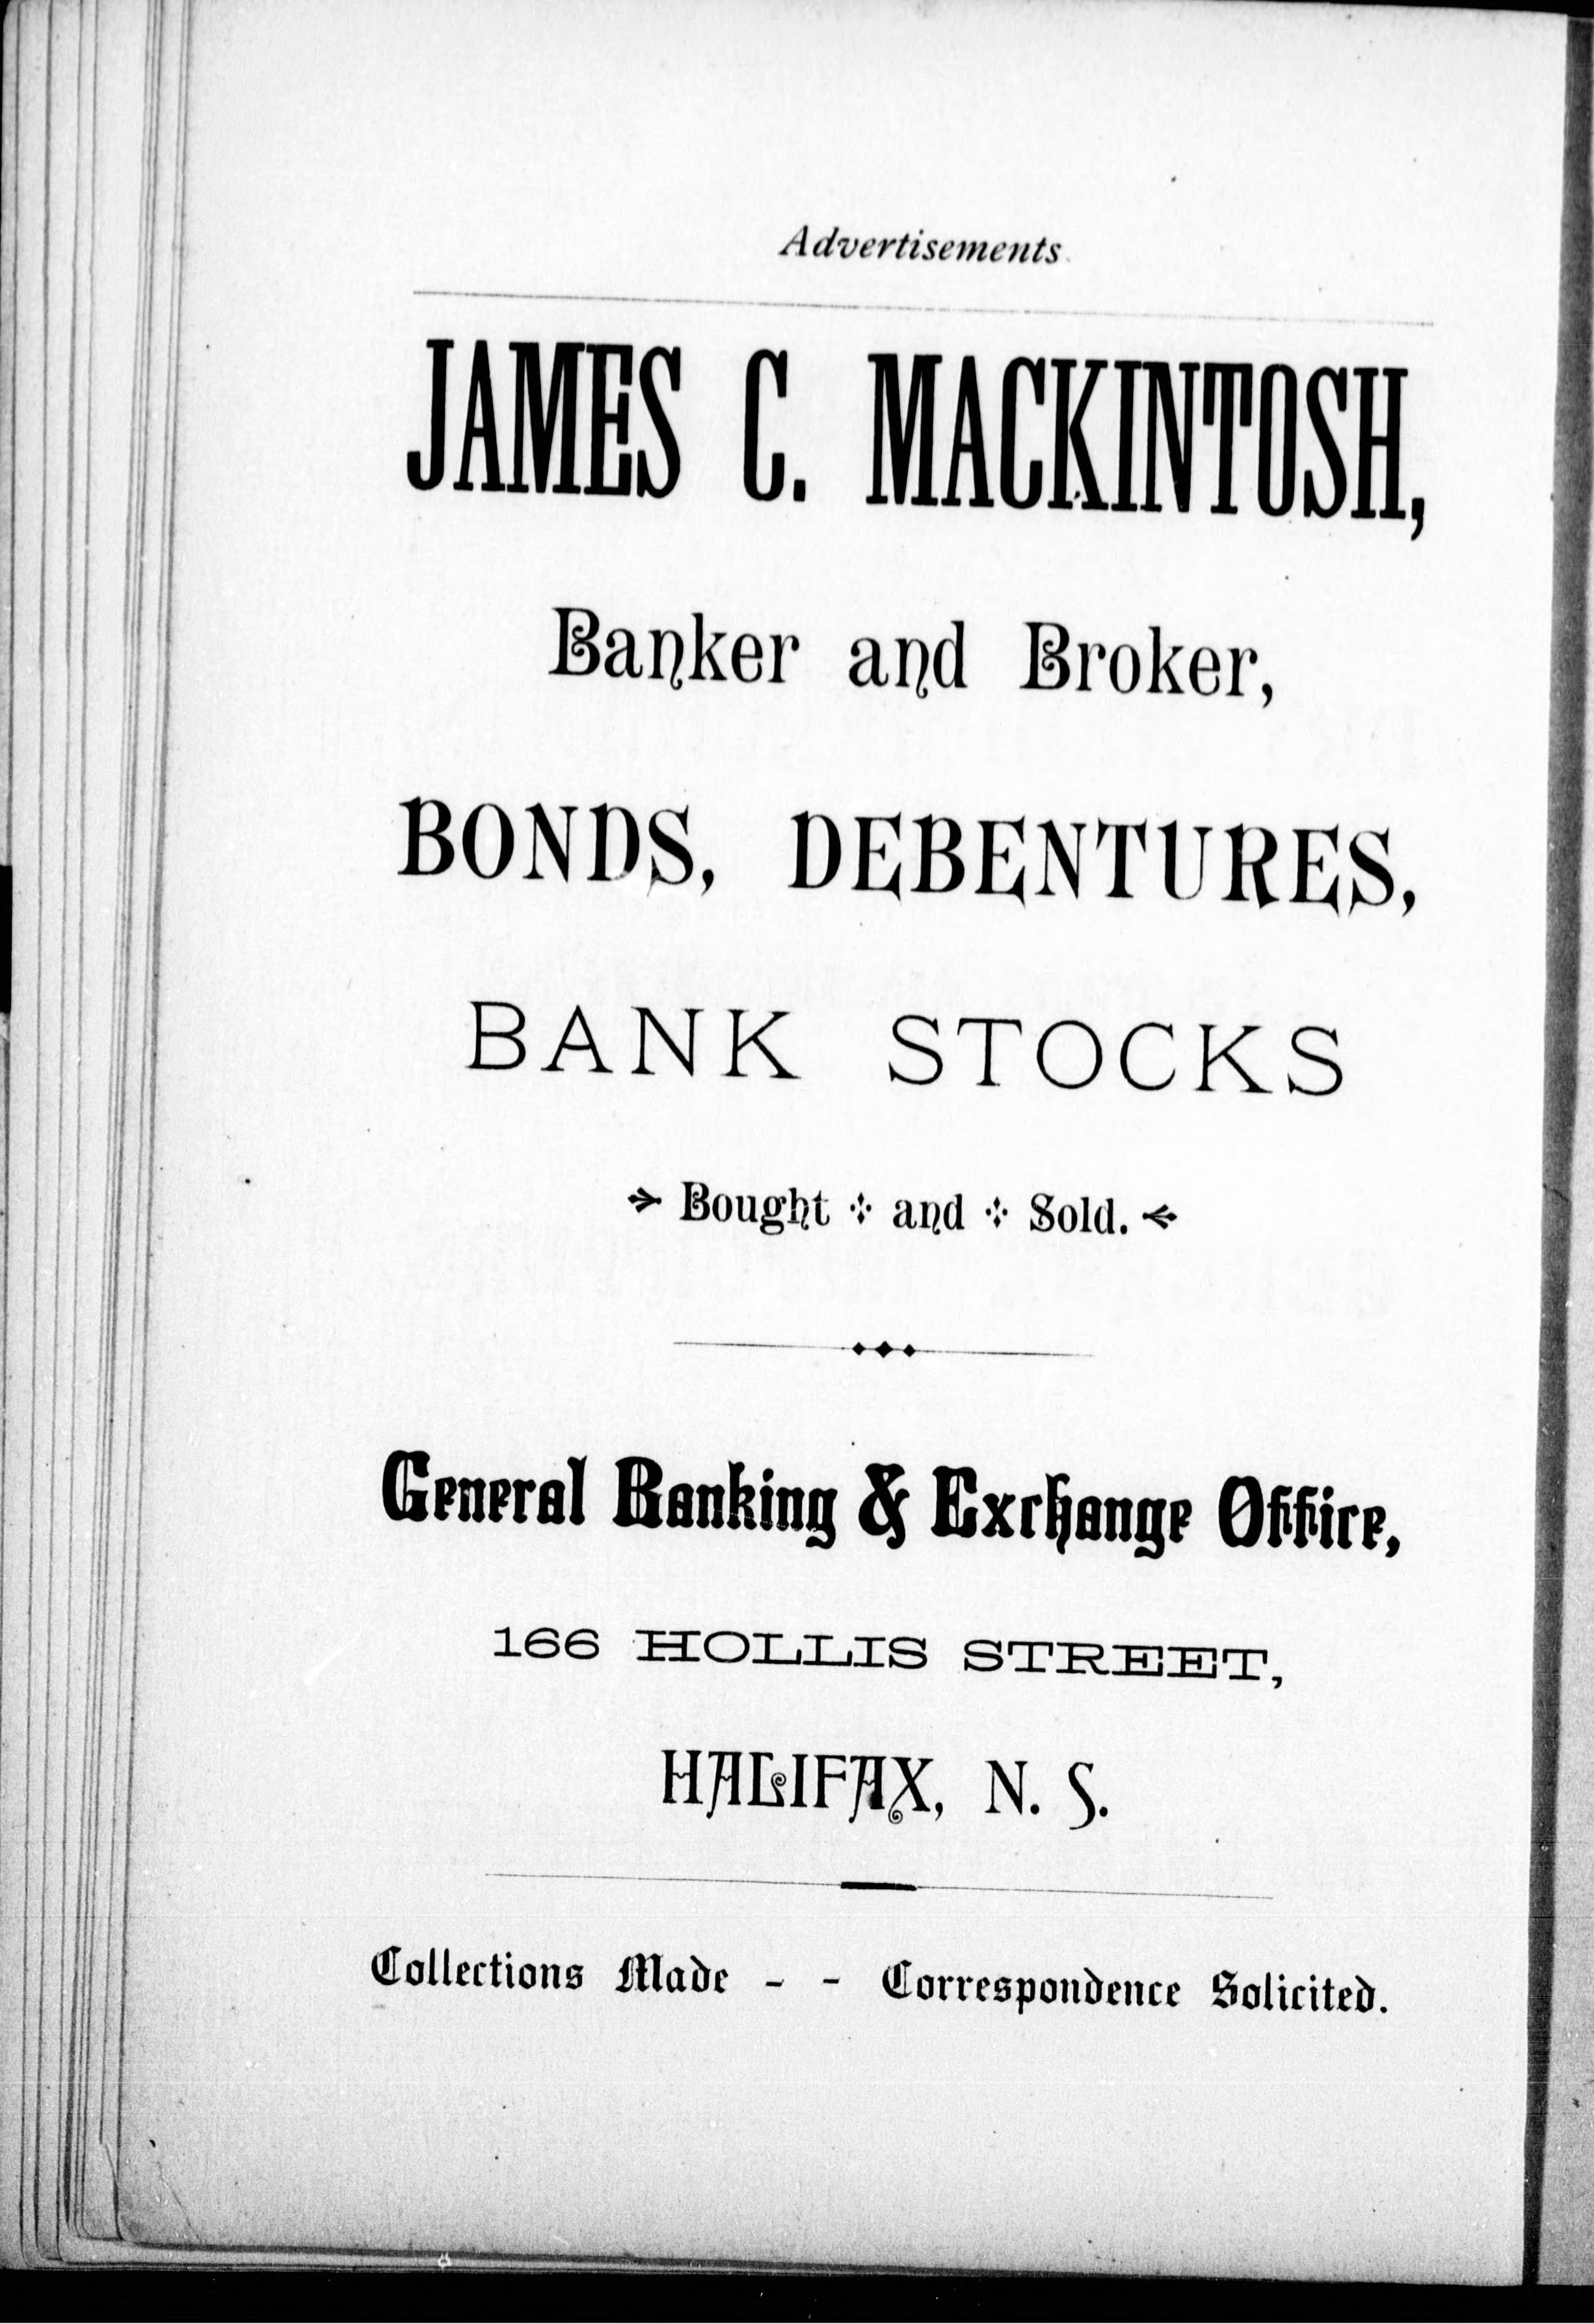 Advertisements.
JAMES C. MACKINTOSH,
Banker and Broker,
BONDS, DEBENTURES,
BANK STOCKS
Bought and Sold.
General Banking & Exchange Office,
166 HOLLIS STREET,
HALIFAX, N. S.
Collections Made - - Correspondence Solicited.